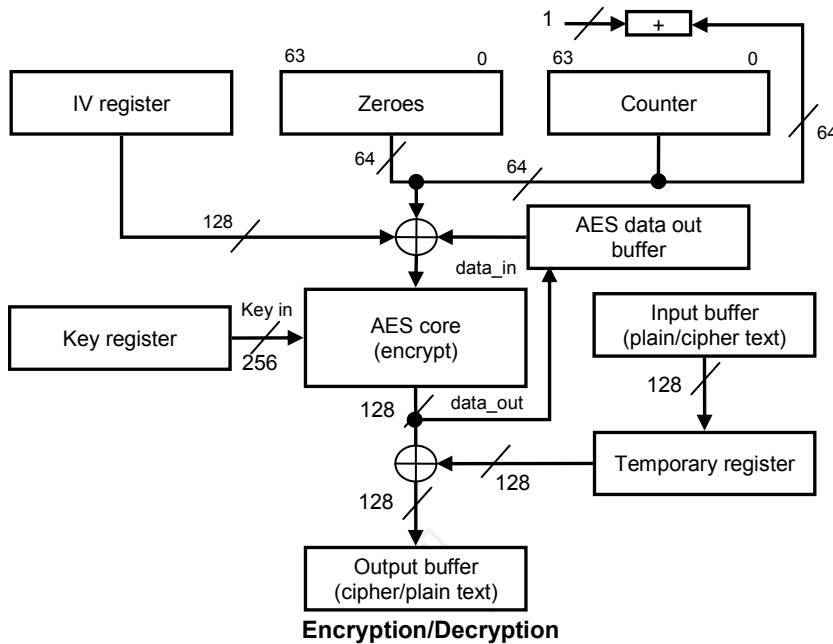 1
+
63
0
63
0
IV register
Zeroes
Counter
64
64
64
128
AES data out
buffer
data_in
Key register
Key in
256
AES core
(encrypt)
Input buffer
(plain/cipher text)
128
128
data_out
Temporary register
128
128
Output buffer
(cipher/plain text)
Encryption/Decryption